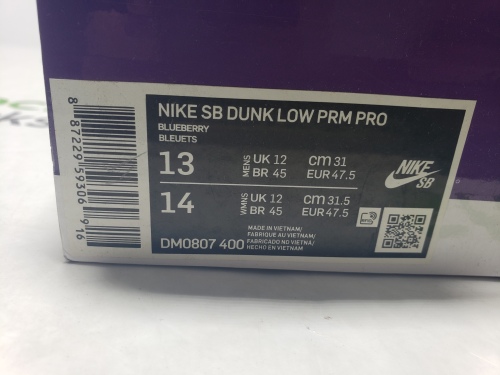 NIKE SB DUNK LOW PRM PRO
BLUEBERRY
BLEUETS
13 MENS UK 12 CM 31
BR 45 EUR 47.5
14 WMNS UK 12 CM 31.5
BR 45 EUR 47.5
MADE IN VIETNAM/
FABRIQUE AU VIETNAM/
FABRICADO NO VIETNÃ/
HECHO EN VIETNAM
DM0807 400
NIKE
SB
8 87229 59306 9 16